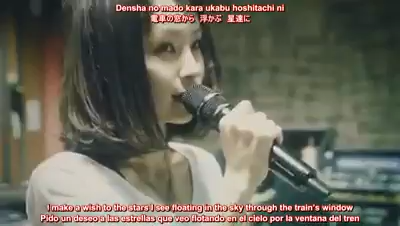 Densha no mado kara ukabu hoshitachi ni
電車の窓から 浮かぶ 星達に
I make a wish to the stars I see floating in the sky through the train's window
Pido un deseo a las estrellas que veo flotando en el cielo por la ventana del tren